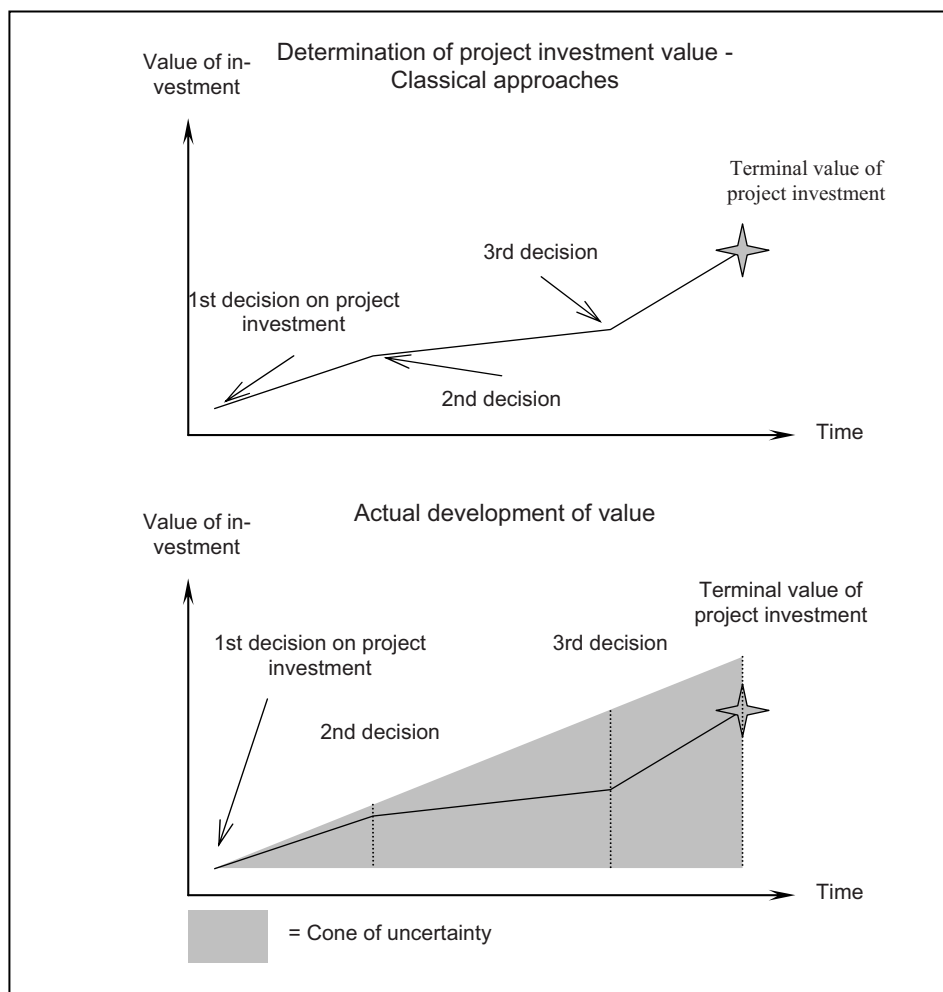 Value of in-
vestment
Determination of project investment value -
Classical approaches
Terminal value of
project investment
3rd decision
1st decision on project
investment
2nd decision
Time
Value of in-
vestment
Actual development of value
Terminal value of
project investment
1st decision on project
investment
3rd decision
2nd decision
Time
= Cone of uncertainty